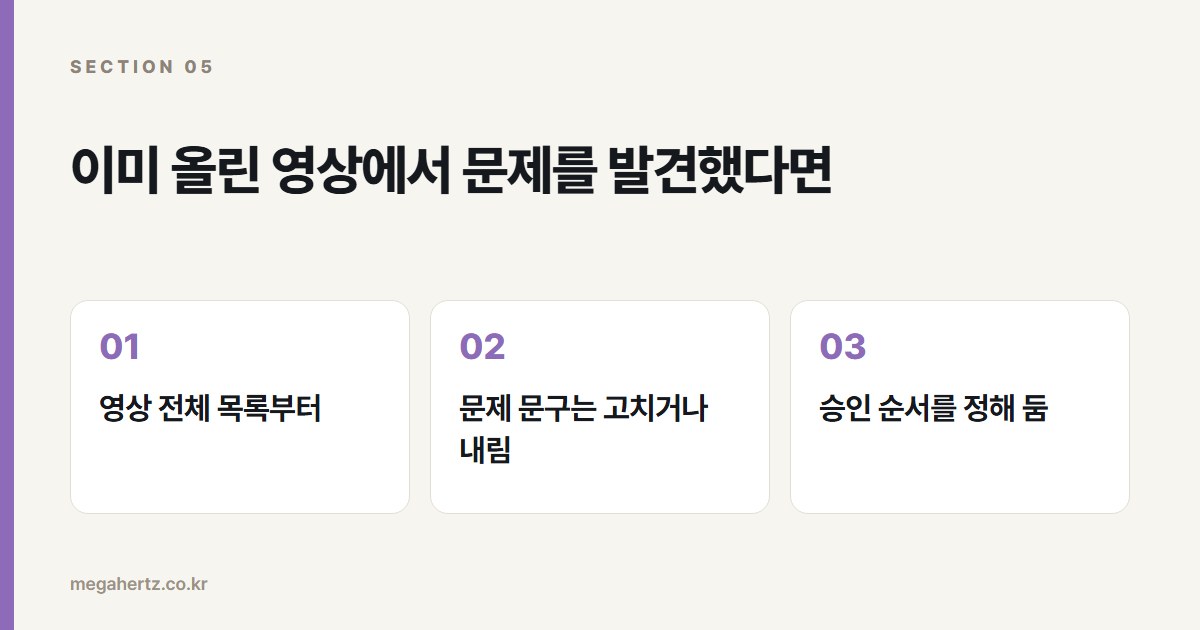 SECTION 05
이미 올린 영상에서 문제를 발견했다면
01
영상 전체 목록부터
02
문제 문구는 고치거나
내림
03
승인 순서를 정해 둠
megahertz.co.kr